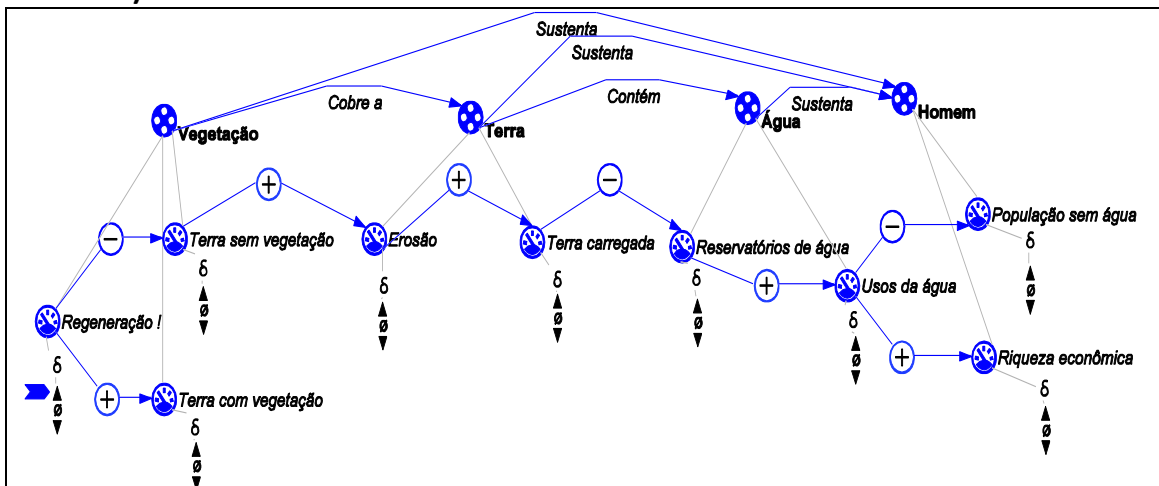 Sustenta
Sustenta
Cobre a
Contém
Sustenta
Vegetação
Terra
Água
Homem
+
+
−
−
Terra sem vegetação
Erosão
Terra carregada
Reservatórios de água
−
População sem água
δ
ø
δ
ø
δ
ø
δ
ø
δ
ø
+
Usos da água
Regeneração !
δ
ø
δ
ø
+
Riqueza econômica
δ
ø
+
Terra com vegetação
δ
ø